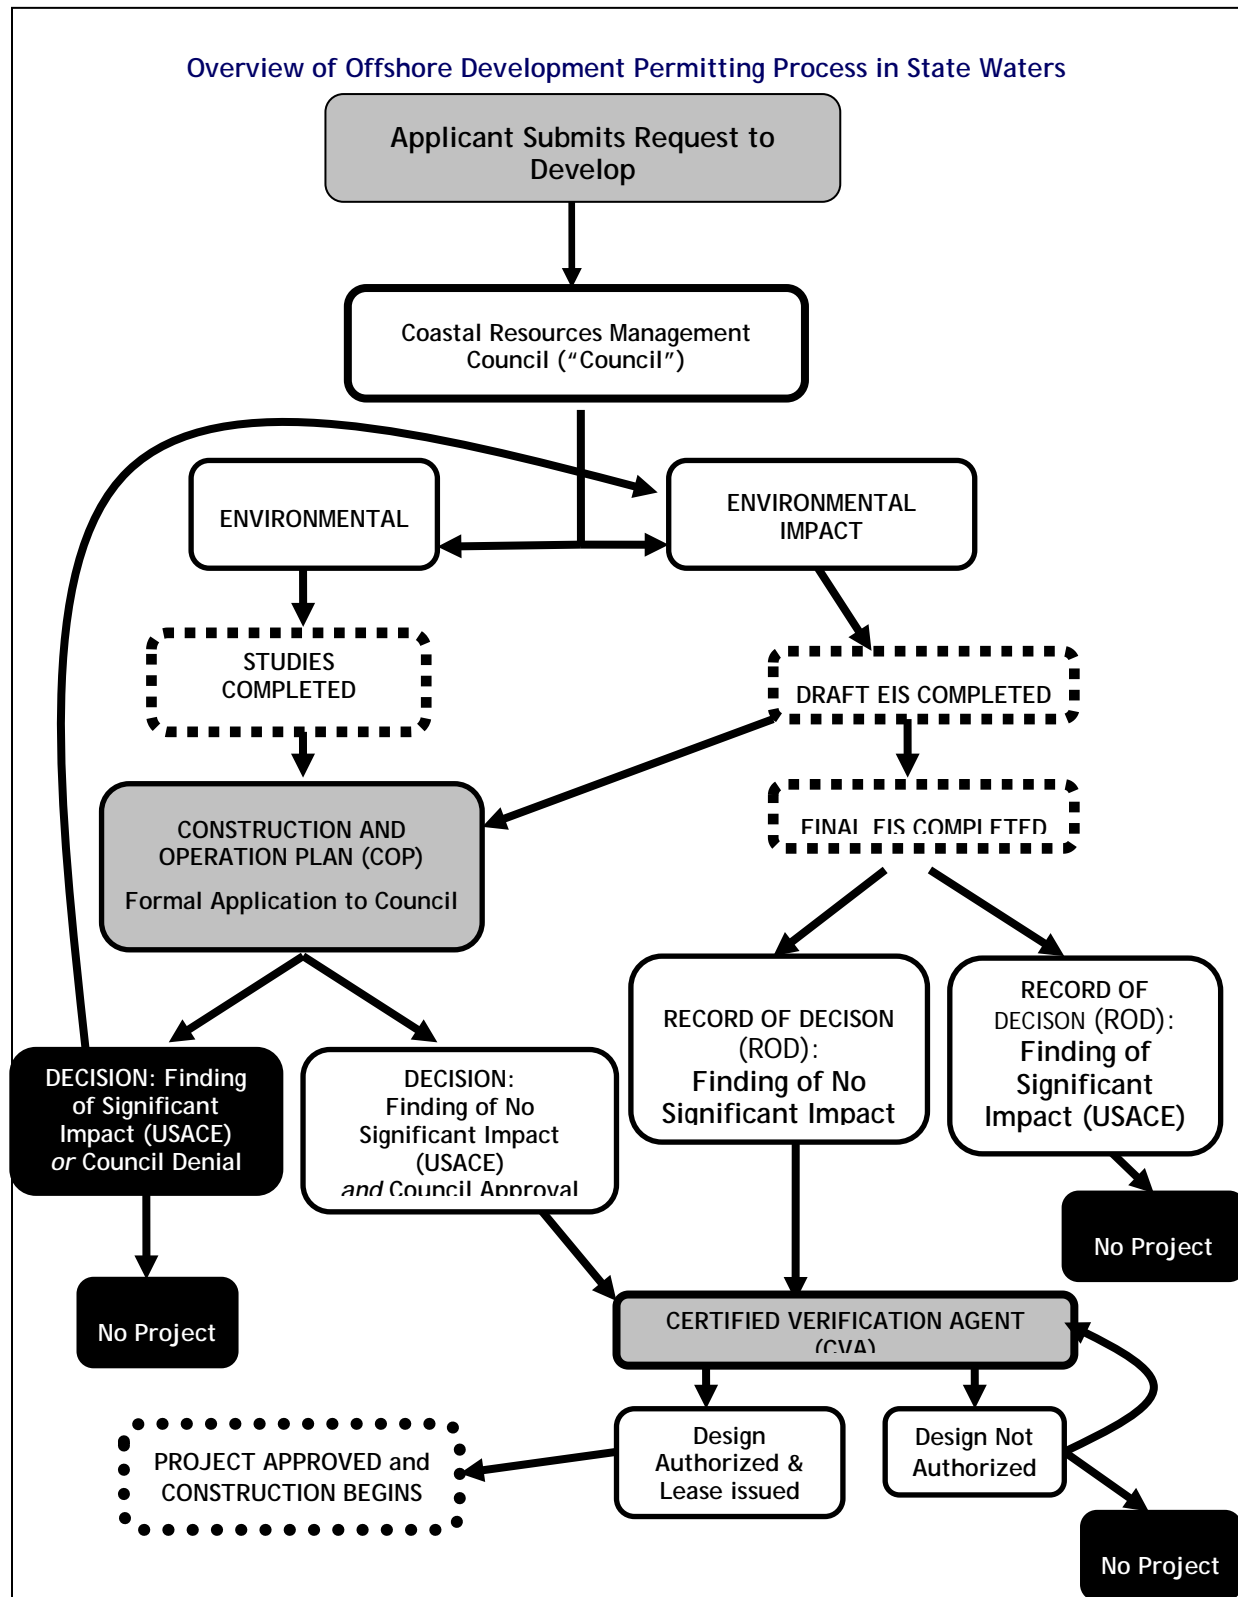 Overview of Offshore Development Permitting Process in State Waters
Applicant Submits Request to
Develop
Coastal Resources Management
Council (“Council”)
ENVIRONMENTAL
ENVIRONMENTAL
IMPACT
STUDIES
COMPLETED
DRAFT EIS COMPLETED
CONSTRUCTION AND
OPERATION PLAN (COP)
Formal Application to Council
FINAL EIS COMPLETED
DECISION: Finding
of Significant
Impact (USACE)
or Council Denial
DECISION:
Finding of No
Significant Impact
(USACE)
and Council Approval
RECORD OF DECISON
(ROD):
Finding of No
Significant Impact
RECORD OF
DECISON (ROD):
Finding of
Significant
Impact (USACE)
No Project
No Project
CERTIFIED VERIFICATION AGENT
(CVA)
PROJECT APPROVED and
CONSTRUCTION BEGINS
Design
Authorized &
Lease issued
Design Not
Authorized
No Project